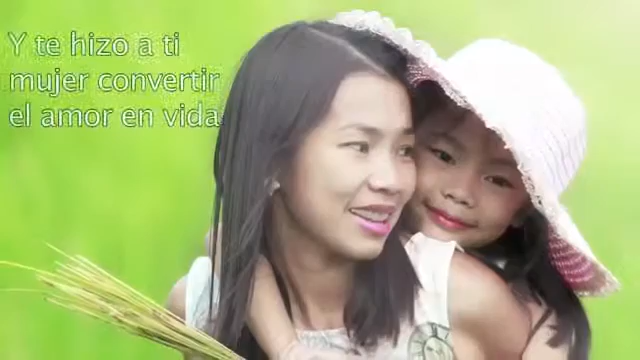 Y te hizo a ti
mujer convertir
el amor en vida